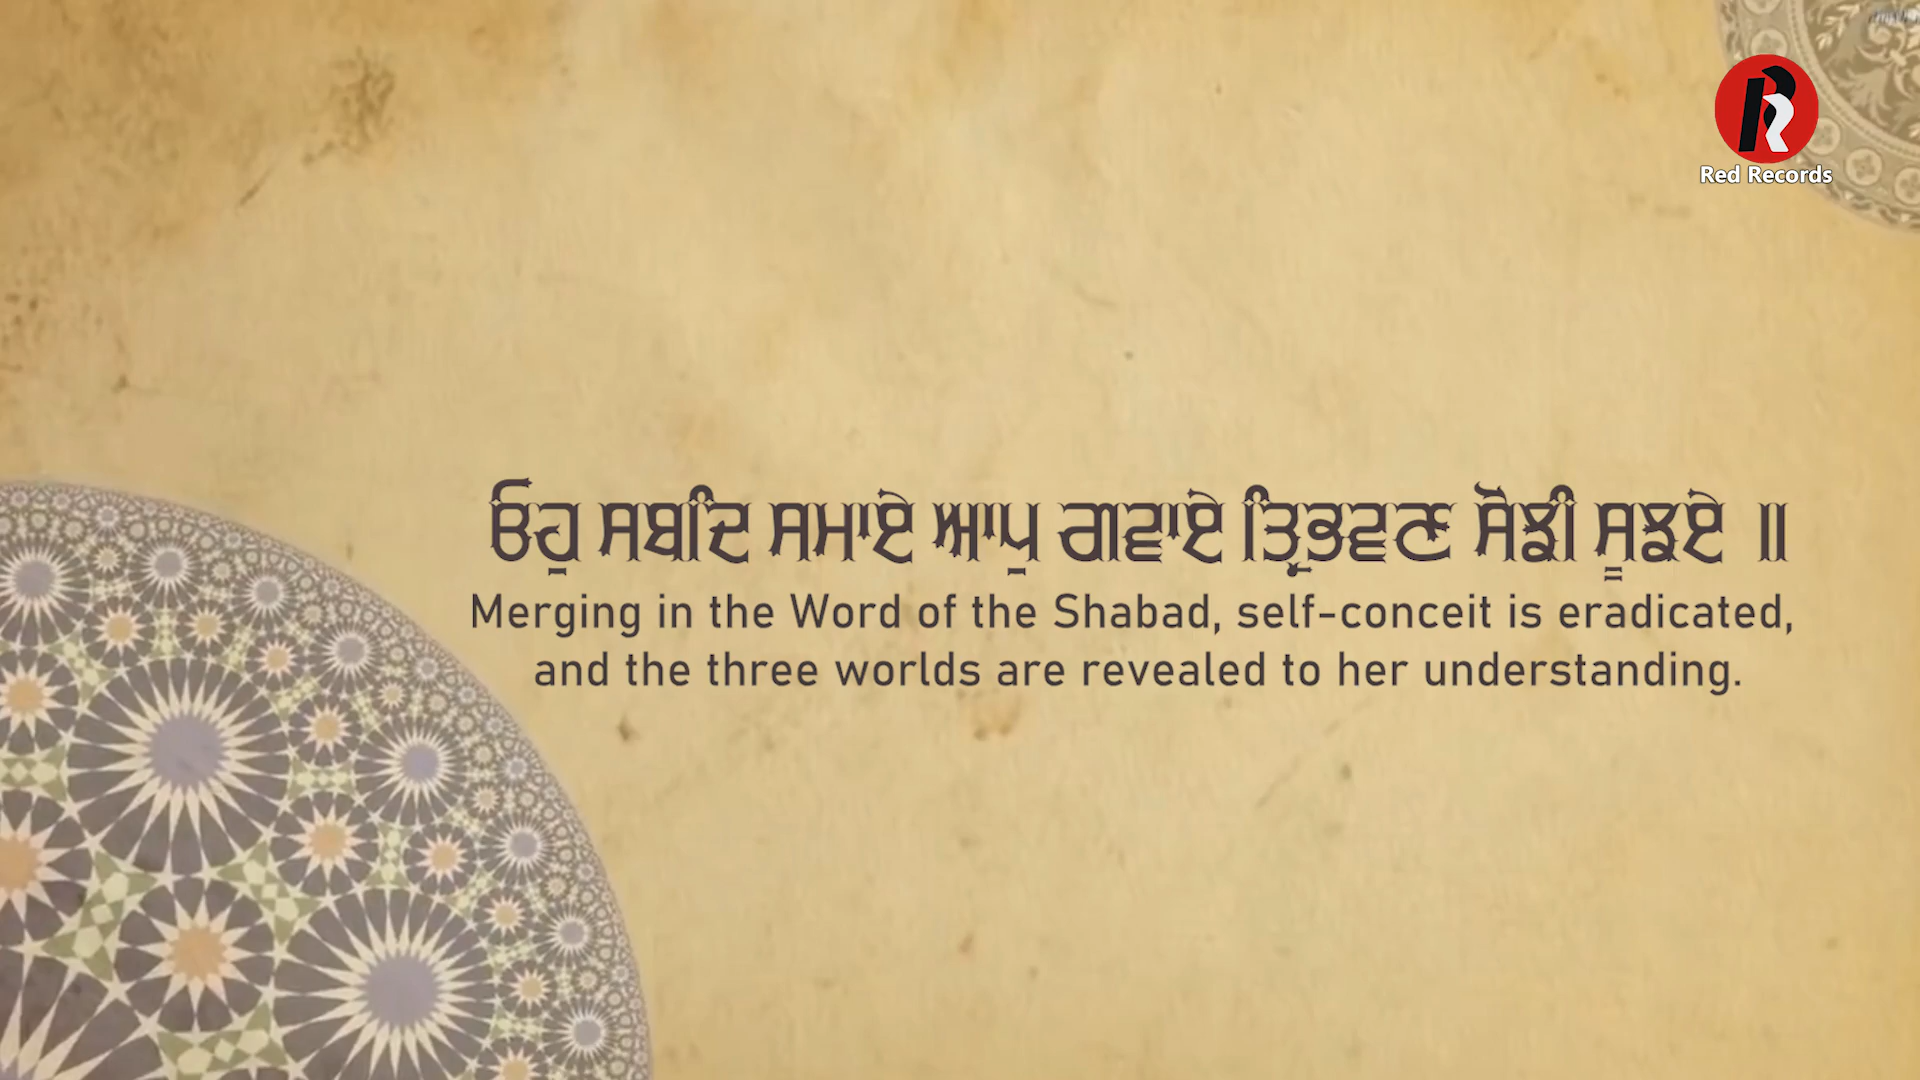 Red Records
ਓਹੁ ਸਬਦਿ ਸਮਾਏ ਆਪੁ ਗਵਾਏ ਤ੍ਰਿਭਵਣ ਸੋਝੀ ਸੂਝਏ ॥
Merging in the Word of the Shabad, self-conceit is eradicated,
and the three worlds are revealed to her understanding.